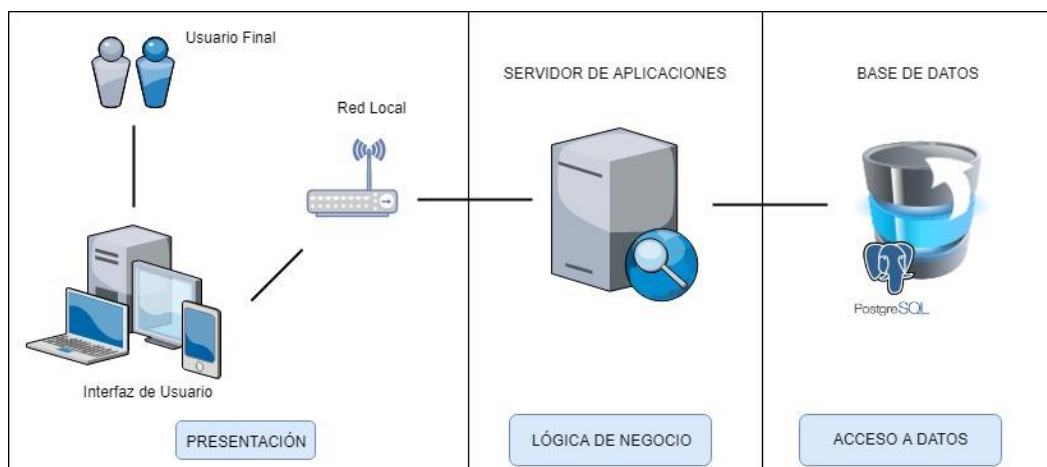 Usuario Final
Red Local
Interfaz de Usuario
PRESENTACIÓN
SERVIDOR DE APLICACIONES
LÓGICA DE NEGOCIO
BASE DE DATOS
PostgreSQL
ACCESO A DATOS